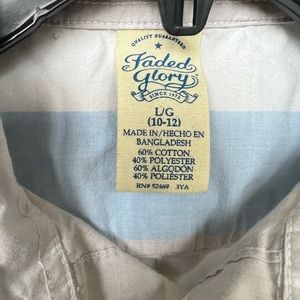 QUALITY GUARANTEED
Faded
Glory
SINCE 1972
L/G
(10-12)
MADE IN/HECHO EN
BANGLADESH
60% COTTON
40% POLYESTER
60% ALGODÓN
40% POLIÉSTER
RN# 52469 3YA